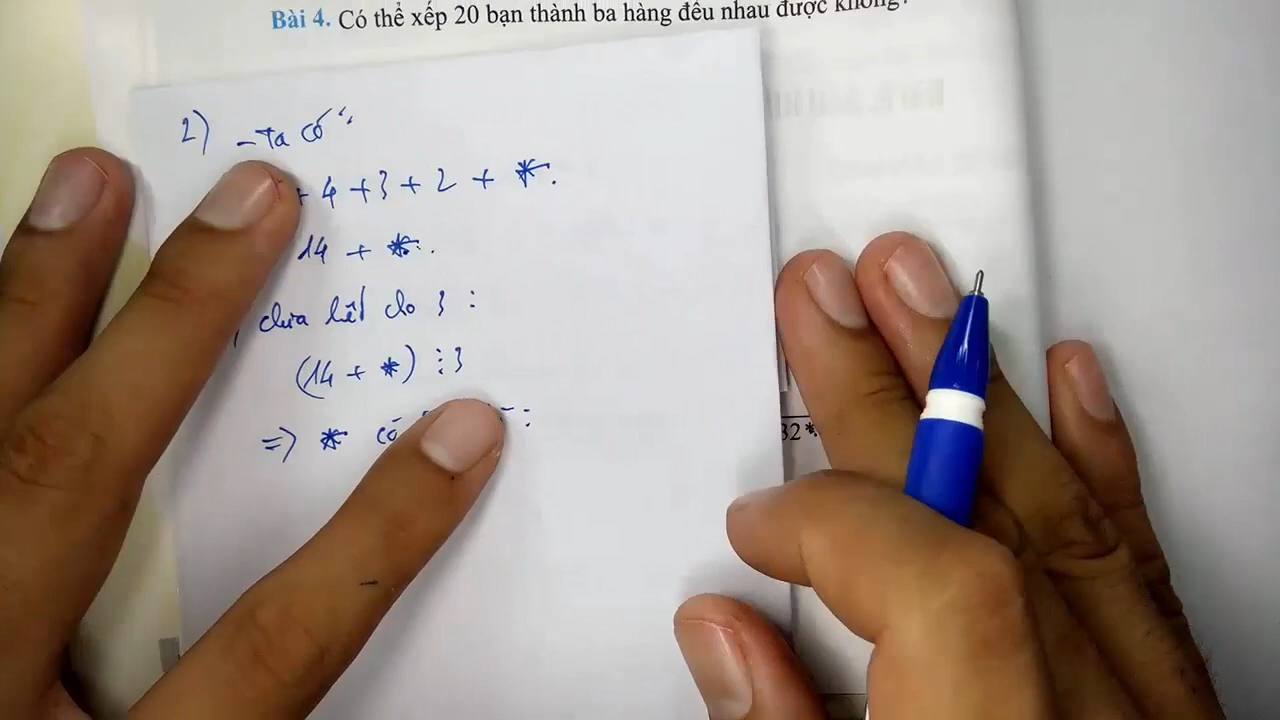 Bài 4. Có thể xếp 20 bạn thành ba hàng đều nhau được không?
2) - Ta có:
+ 4 + 3 + 2 + *.
14 + *.
chia hết cho 3 :
(14 + *) ⋮ 3
=> * có :
32*